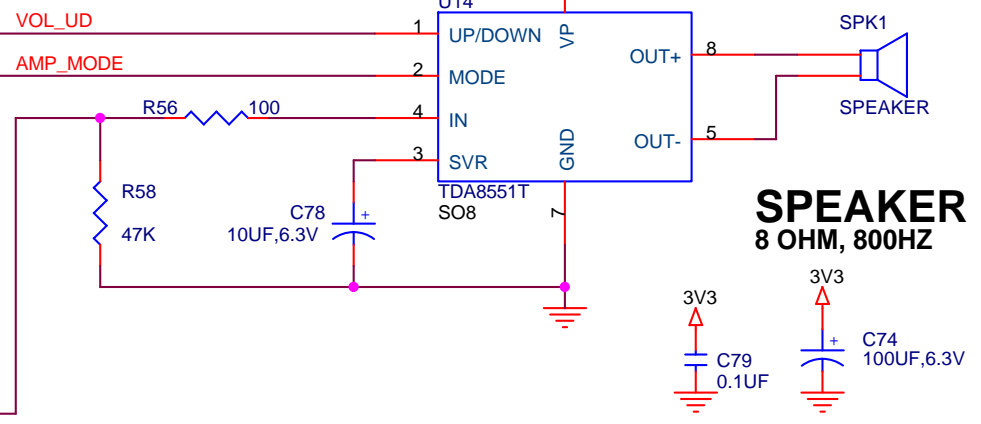 U14
VOL_UD
1
UP/DOWN
VP
SPK1
AMP_MODE
2
MODE
OUT+
8
SPEAKER
R56
100
4
IN
OUT-
5
3
SVR
GND
R58
47K
C78
10UF,6.3V
+
TDA8551T
SO8
7
SPEAKER
8 OHM, 800HZ
3V3
3V3
C79
0.1UF
+
C74
100UF,6.3V